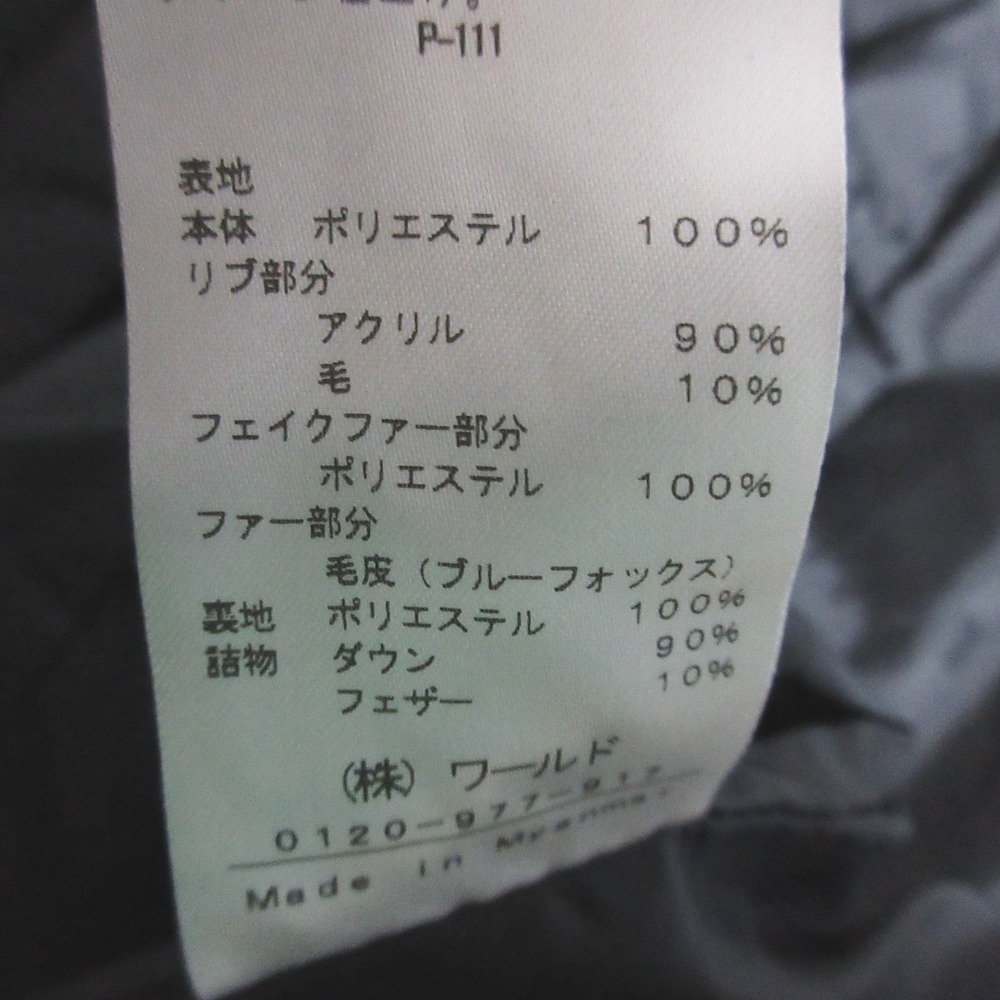 P-111
表地
本体 ポリエステル 100%
リブ部分
アクリル 90%
毛 10%
フェイクファー部分
ポリエステル 100%
ファー部分
毛皮（ブルーフォックス）
裏地 ポリエステル 100%
詰物 ダウン 90%
フェザー 10%
（株）ワールド
0120-977-917
Made in Myanmar